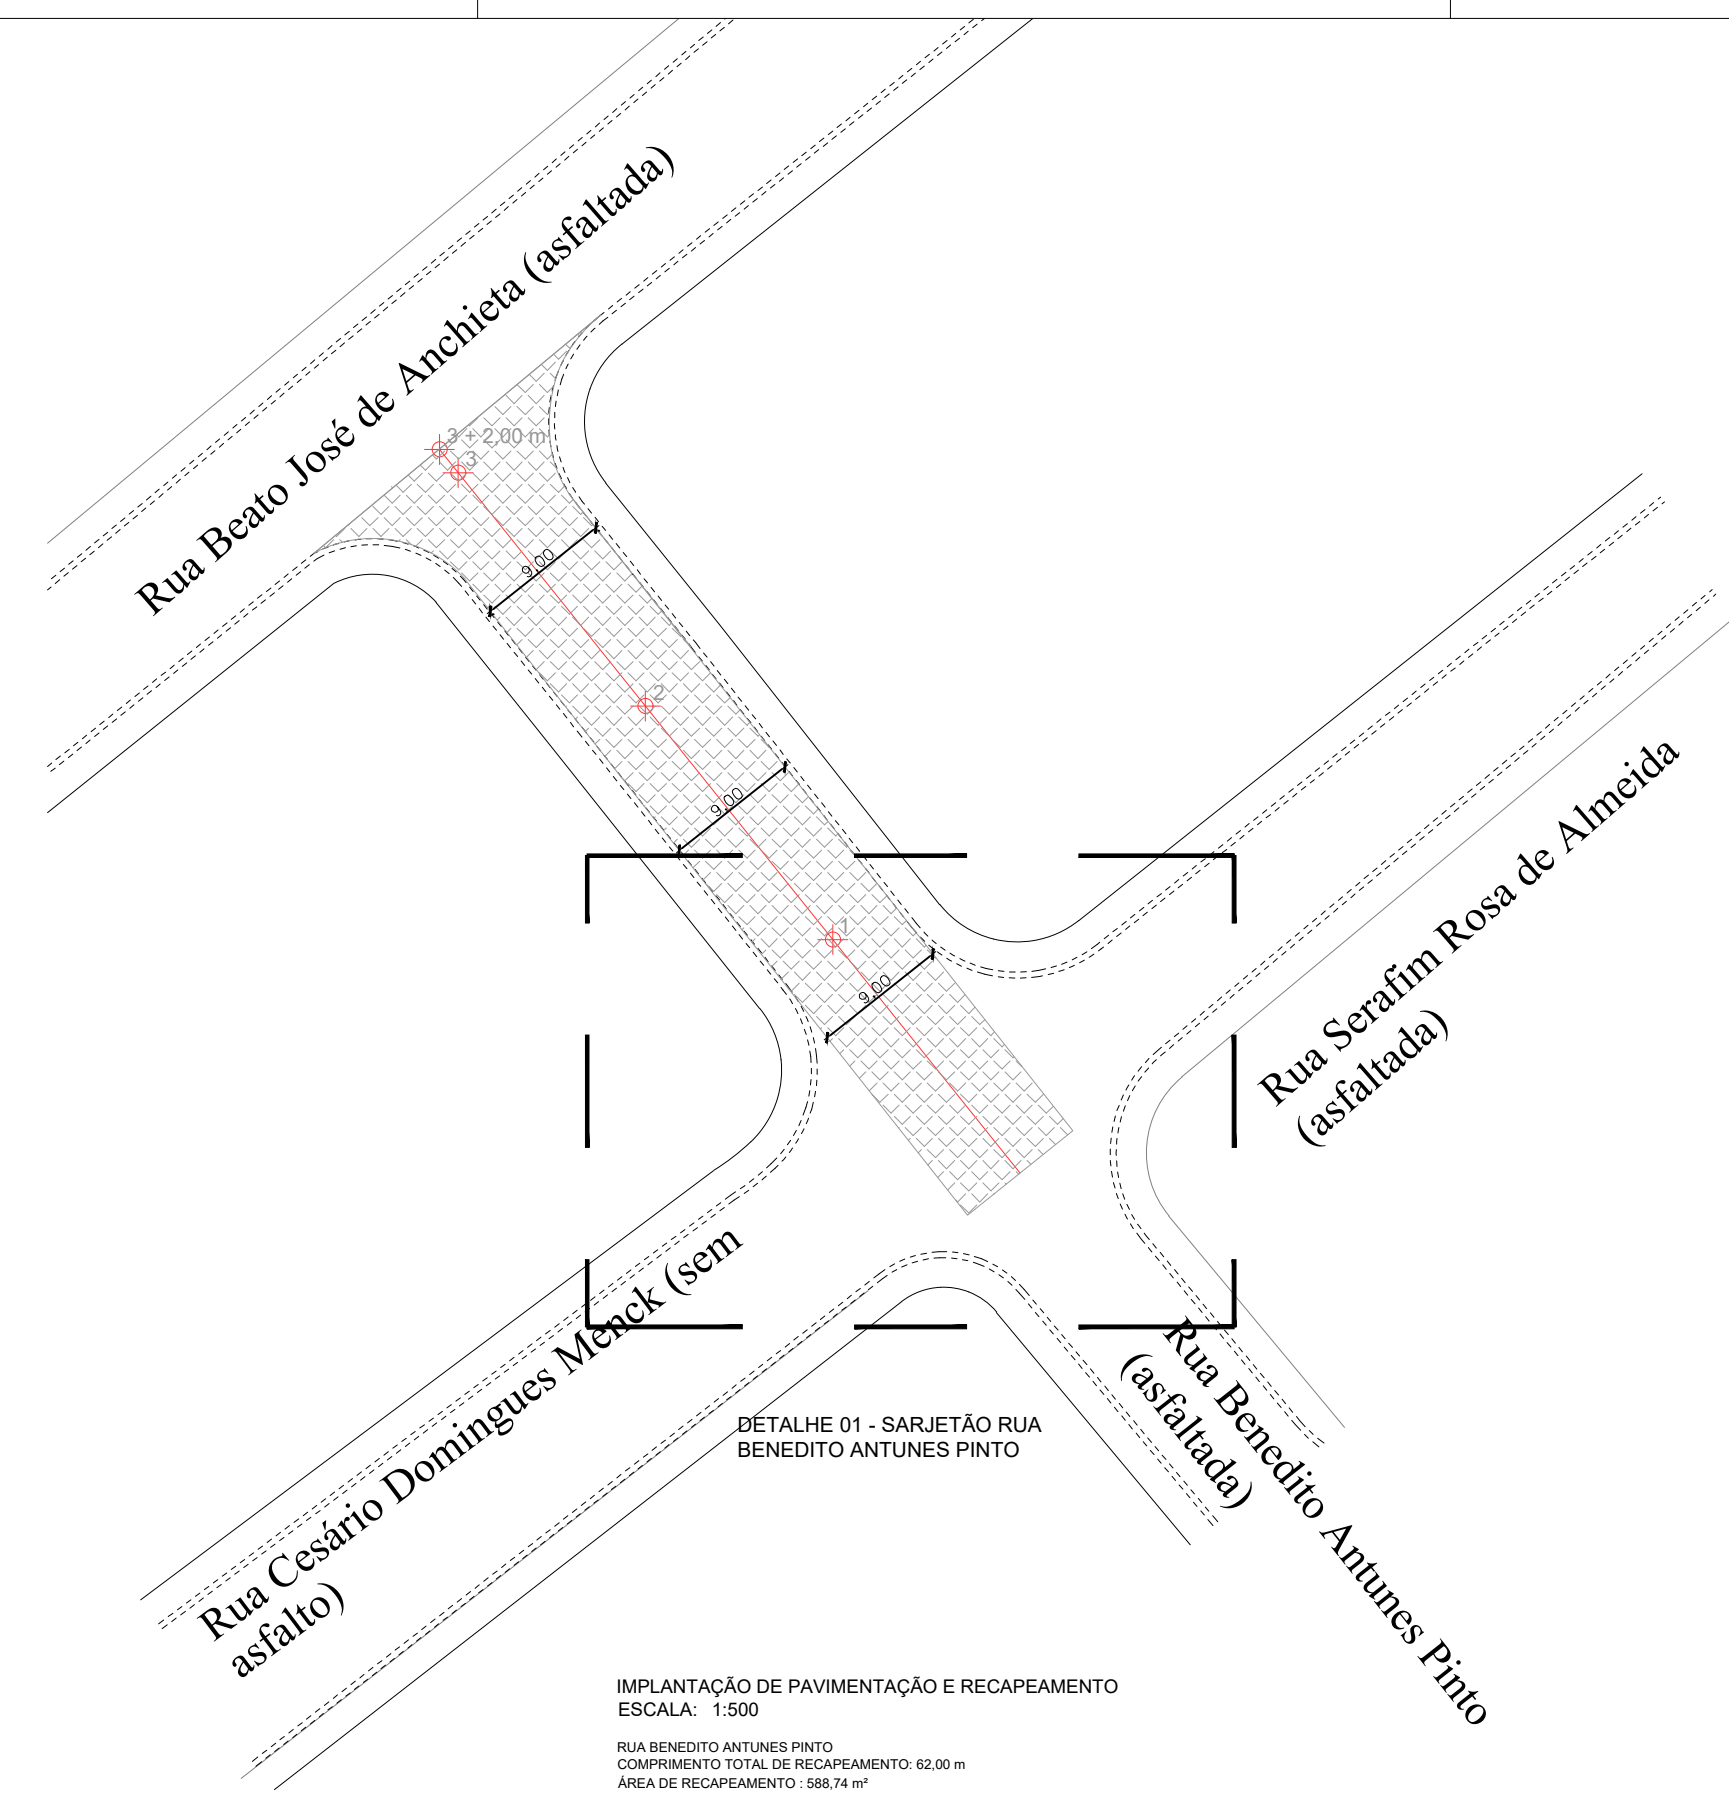 Rua Beato José de Anchieta (asfaltada)
3 + 2,00 m
3
9,00
2
9,00
1
9,00
Rua Serafim Rosa de Almeida
(asfaltada)
Rua Cesário Domingues Menck (sem
asfalto)
Rua Benedito Antunes Pinto
(asfaltada)
DETALHE 01 - SARJETÃO RUA
BENEDITO ANTUNES PINTO
IMPLANTAÇÃO DE PAVIMENTAÇÃO E RECAPEAMENTO
ESCALA: 1:500
RUA BENEDITO ANTUNES PINTO
COMPRIMENTO TOTAL DE RECAPEAMENTO: 62,00 m
ÁREA DE RECAPEAMENTO : 588,74 m²